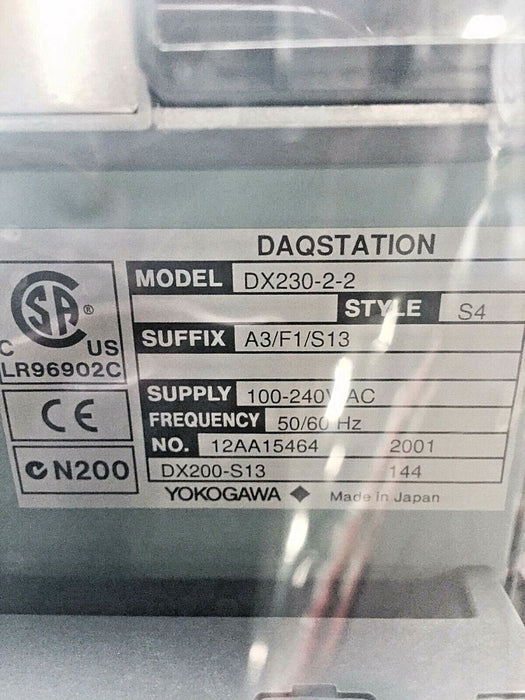 DAQSTATION
MODEL DX230-2-2
STYLE S4
SUFFIX A3/F1/S13
SA ®
C US
LR96902C
SUPPLY 100-240V AC
FREQUENCY 50/60 Hz
CE
NO. 12AA15464 2001
N200
DX200-S13 144
YOKOGAWA Made in Japan